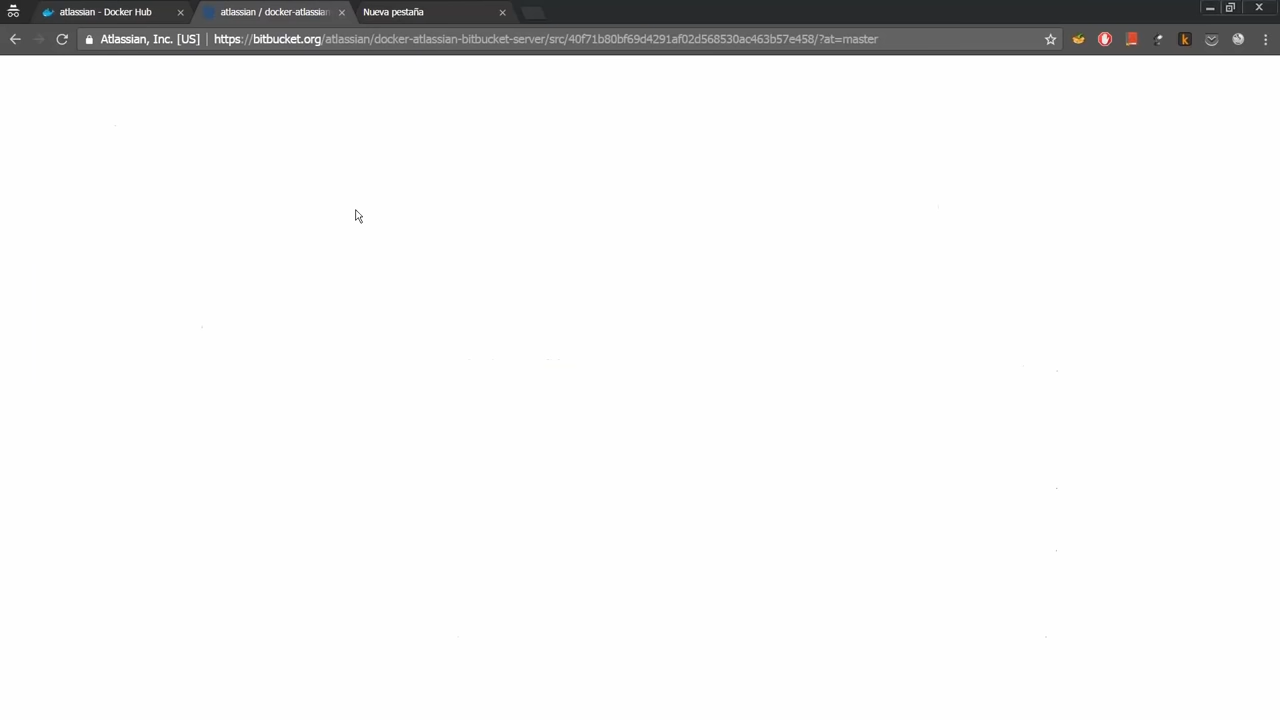 atlassian - Docker Hub
atlassian / docker-atlassian
Nueva pestaña
Atlassian, Inc. [US]
https://bitbucket.org/atlassian/docker-atlassian-bitbucket-server/src/40f71b80bf69d4291af02d568530ac463b57e458/?at=master
k